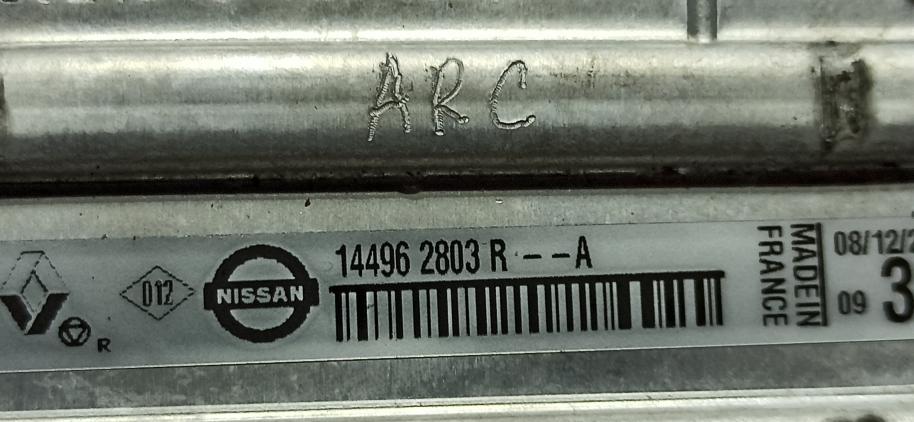 ARC
R
012
NISSAN
14496 2803 R --A
MADE IN
FRANCE
08/12/2
09
3